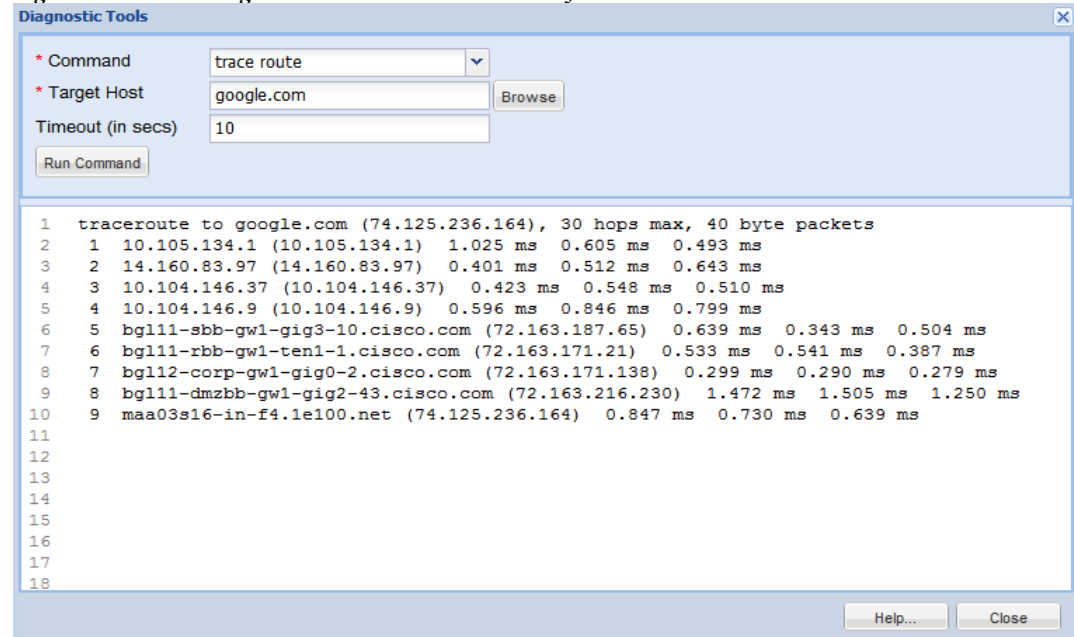 Diagnostic Tools
* Command trace route
* Target Host google.com Browse
Timeout (in secs) 10
Run Command
1 traceroute to google.com (74.125.236.164), 30 hops max, 40 byte packets
2 1 10.105.134.1 (10.105.134.1) 1.025 ms 0.605 ms 0.493 ms
3 2 14.160.83.97 (14.160.83.97) 0.401 ms 0.512 ms 0.643 ms
4 3 10.104.146.37 (10.104.146.37) 0.423 ms 0.548 ms 0.510 ms
5 4 10.104.146.9 (10.104.146.9) 0.596 ms 0.846 ms 0.799 ms
6 5 bgl11-sbb-gw1-gig3-10.cisco.com (72.163.187.65) 0.639 ms 0.343 ms 0.504 ms
7 6 bgl11-rbb-gw1-ten1-1.cisco.com (72.163.171.21) 0.533 ms 0.541 ms 0.387 ms
8 7 bgl12-corp-gw1-gig0-2.cisco.com (72.163.171.138) 0.299 ms 0.290 ms 0.279 ms
9 8 bgl11-dmzbb-gw1-gig2-43.cisco.com (72.163.216.230) 1.472 ms 1.505 ms 1.250 ms
10 9 maa03s16-in-f4.1e100.net (74.125.236.164) 0.847 ms 0.730 ms 0.639 ms
11
12
13
14
15
16
17
18
Help... Close